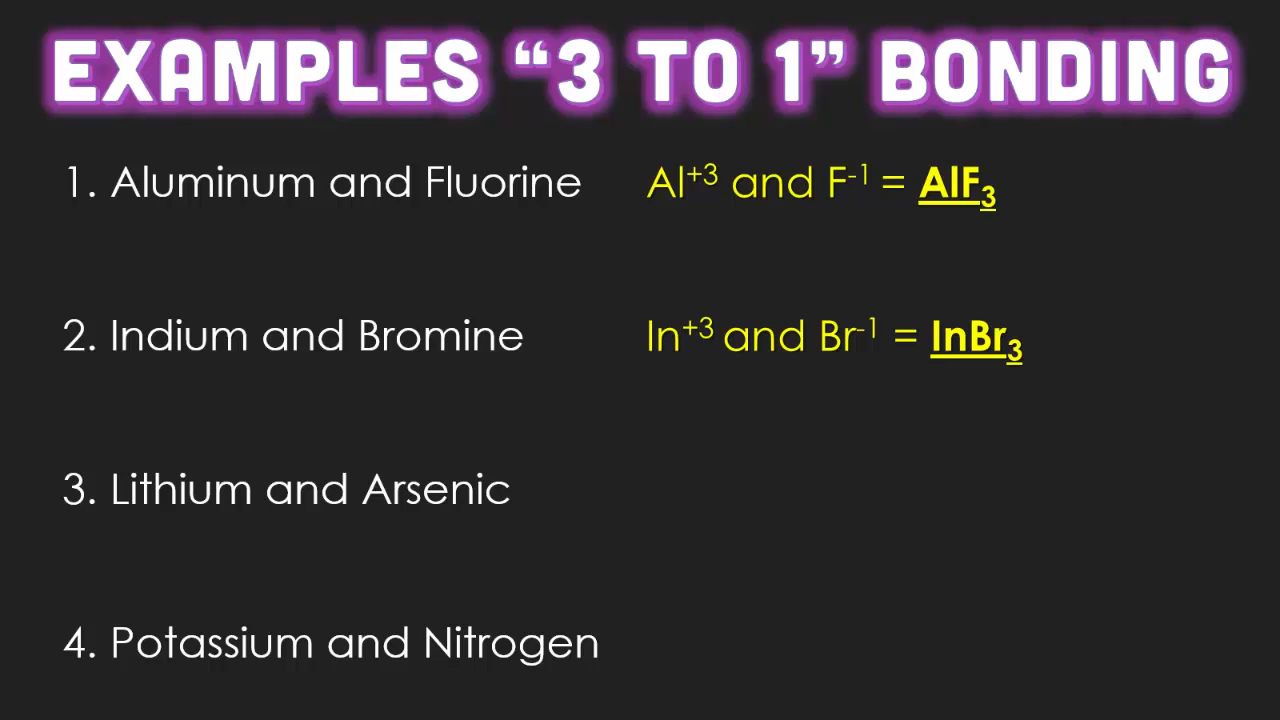 EXAMPLES “3 TO 1” BONDING
1. Aluminum and Fluorine Al⁺³ and F⁻¹ = AlF₃
2. Indium and Bromine In⁺³ and Br⁻¹ = InBr₃
3. Lithium and Arsenic
4. Potassium and Nitrogen